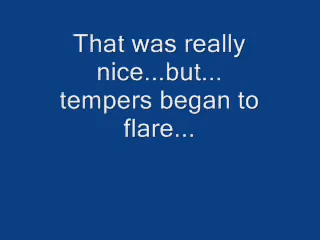 That was really
nice...but...
tempers began to
flare...